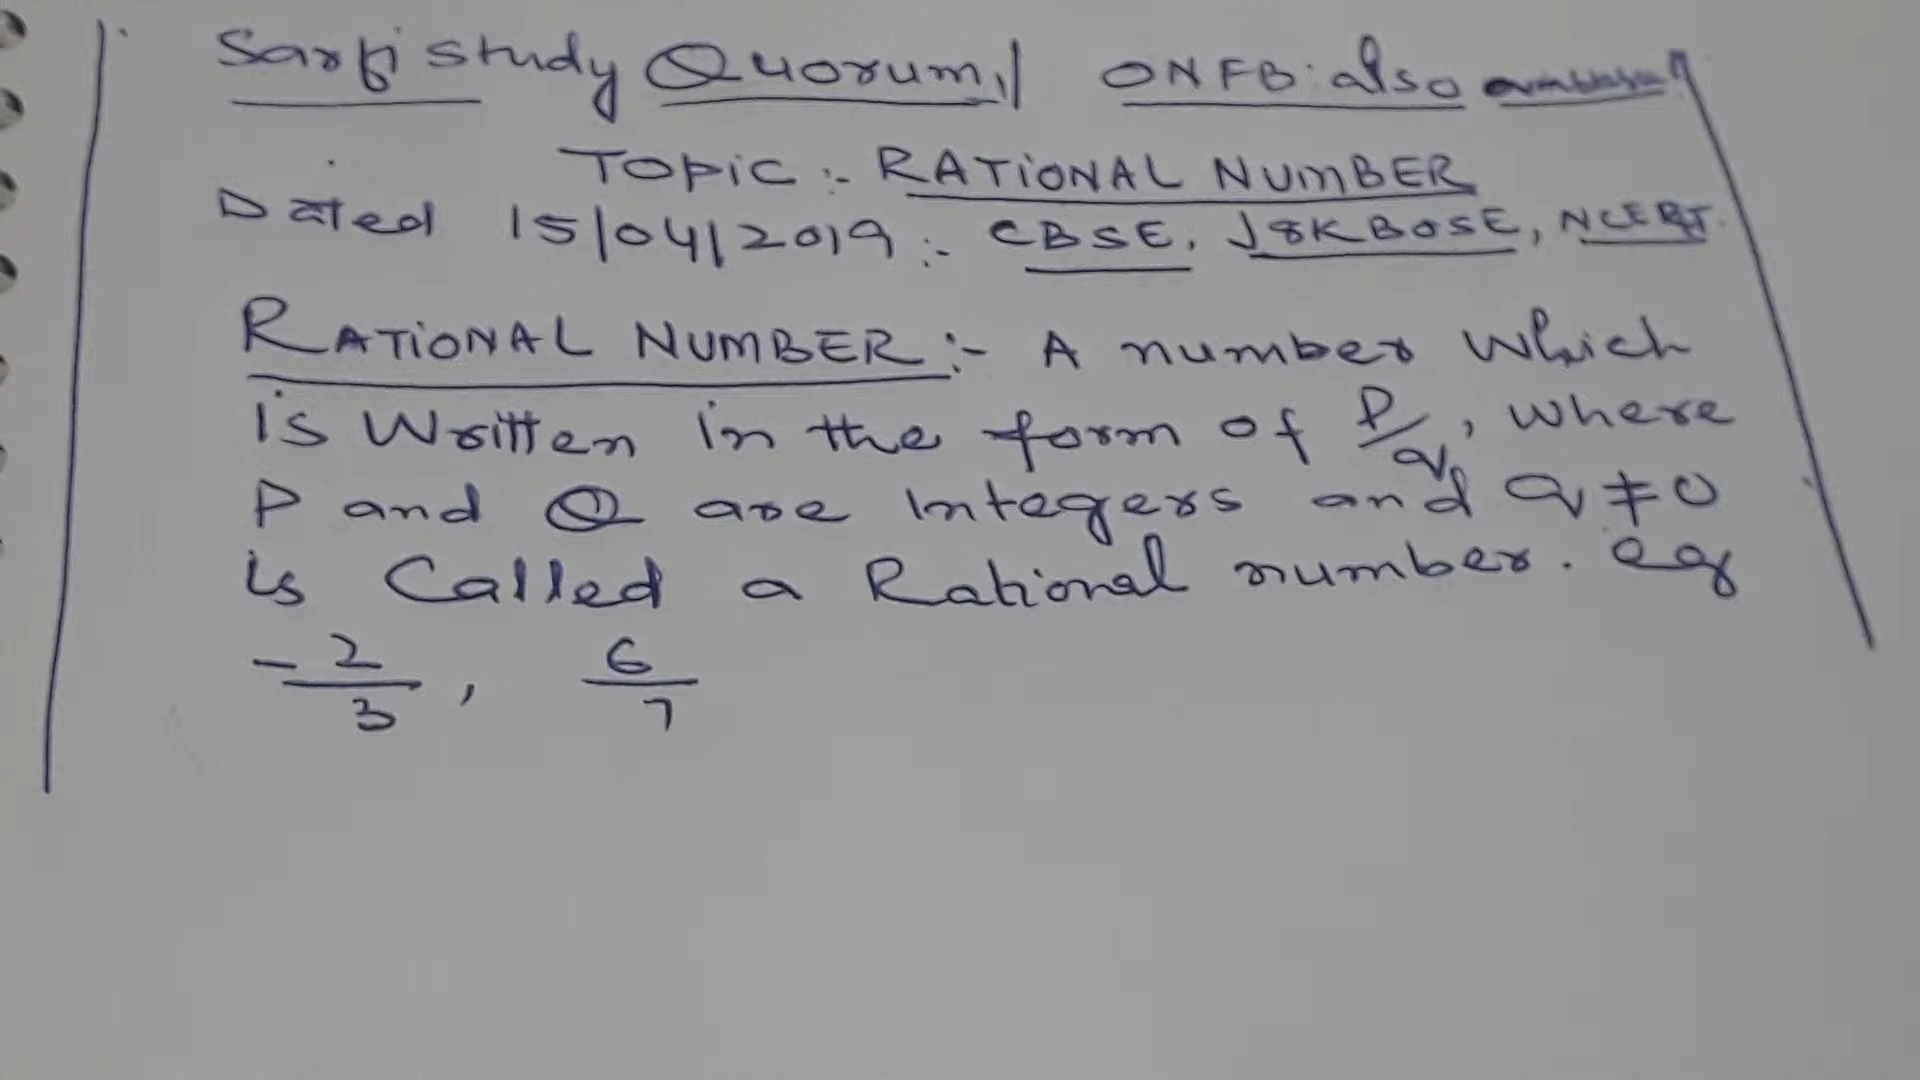 Sarfi study Quorum, ON FB: also
Topic :- RATIONAL NUMBER
Dated 15/04/2019 :- CBSE, J&K BOSE, NCERT
RATIONAL NUMBER :- A number which
is written in the form of P/q, where
P and Q are integers and q ≠ 0
is Called a Rational number. eg
-2/3, 6/7